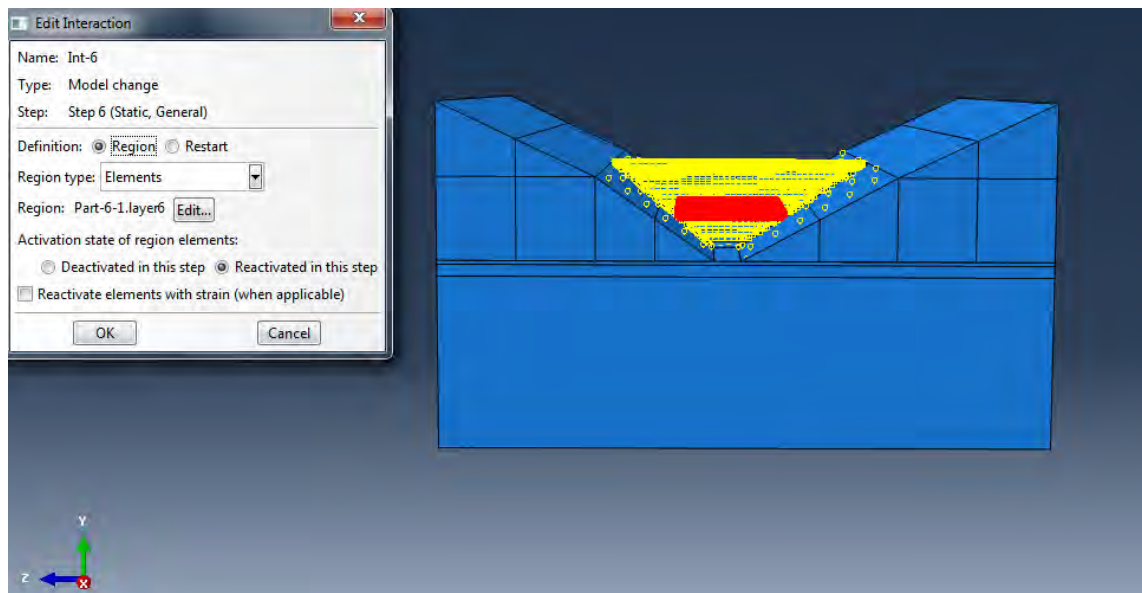 Edit Interaction
X
Name: Int-6
Type: Model change
Step: Step 6 (Static, General)
Definition: Region Restart
Region type: Elements
Region: Part-6-1.layer6 Edit...
Activation state of region elements:
Deactivated in this step Reactivated in this step
Reactivate elements with strain (when applicable)
OK Cancel
Y
Z X